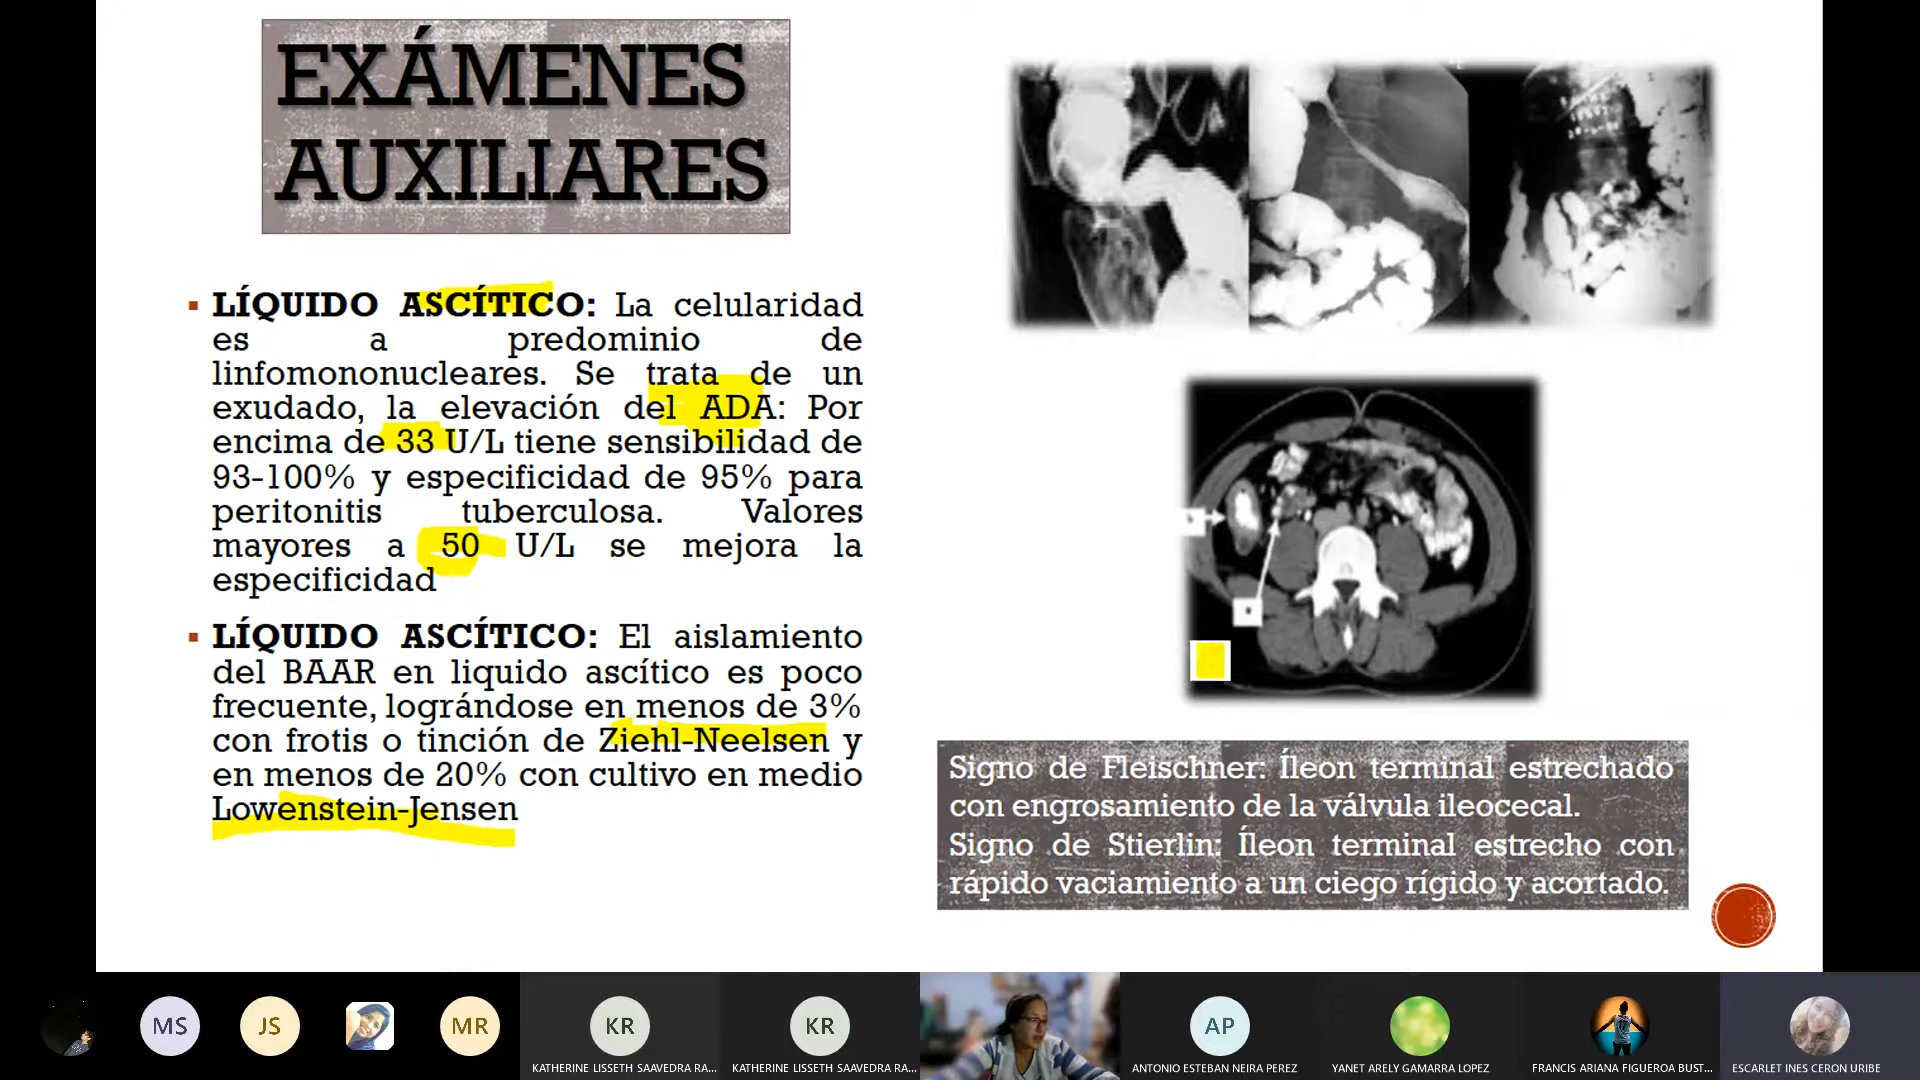 EXÁMENES
AUXILIARES
▪ LÍQUIDO ASCÍTICO: La celularidad
es a predominio de
linfomononucleares. Se trata de un
exudado, la elevación del ADA: Por
encima de 33 U/L tiene sensibilidad de
93-100% y especificidad de 95% para
peritonitis tuberculosa. Valores
mayores a 50 U/L se mejora la
especificidad
▪ LÍQUIDO ASCÍTICO: El aislamiento
del BAAR en liquido ascítico es poco
frecuente, lográndose en menos de 3%
con frotis o tinción de Ziehl-Neelsen y
en menos de 20% con cultivo en medio
Lowenstein-Jensen
Signo de Fleischner: Íleon terminal estrechado
con engrosamiento de la válvula ileocecal.
Signo de Stierlin: Íleon terminal estrecho con
rápido vaciamiento a un ciego rígido y acortado.
MS
JS
MR
KR
KR
AP
KATHERINE LISSETH SAAVEDRA RA...
KATHERINE LISSETH SAAVEDRA RA...
ANTONIO ESTEBAN NEIRA PEREZ
YANET ARELY GAMARRA LOPEZ
FRANCIS ARIANA FIGUEROA BUST...
ESCARLET INES CERON URIBE